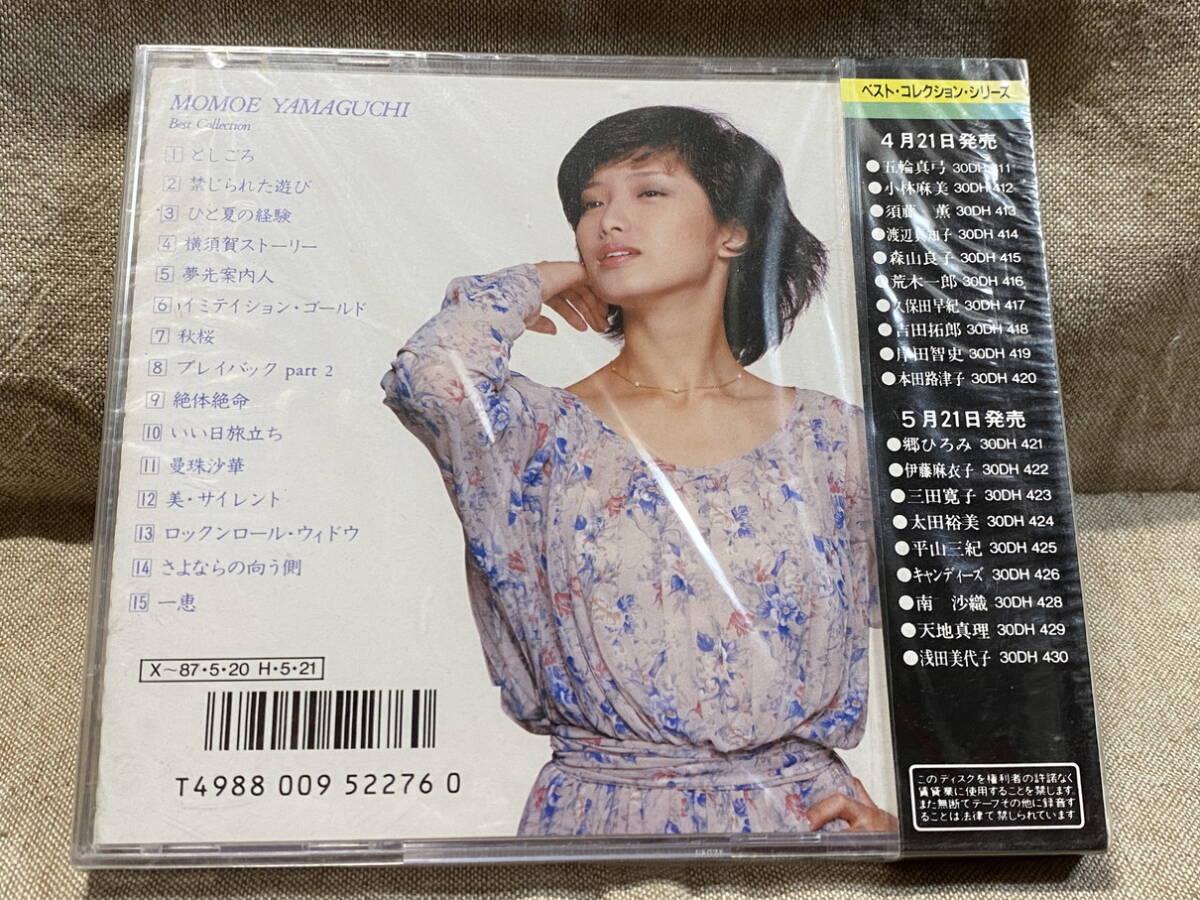 MOMOE YAMAGUCHI
Best Collection
1 としごろ
2 禁じられた遊び
3 ひと夏の経験
4 横須賀ストーリー
5 夢先案内人
6 イミテイション・ゴールド
7 秋桜
8 プレイバック part 2
9 絶体絶命
10 いい日旅立ち
11 曼珠沙華
12 美・サイレント
13 ロックンロール・ウィドウ
14 さよならの向う側
15 一恵
X〜87・5・20 H・5・21
T4988 009 52276 0
ベスト・コレクション・シリーズ
4月21日発売
●五輪真弓 30DH 411
●小林麻美 30DH 412
●須藤 薫 30DH 413
●渡辺真知子 30DH 414
●森山良子 30DH 415
●荒木一郎 30DH 416
●久保田早紀 30DH 417
●吉田拓郎 30DH 418
●岸田智史 30DH 419
●本田路津子 30DH 420
5月21日発売
●郷ひろみ 30DH 421
●伊藤麻衣子 30DH 422
●三田寛子 30DH 423
●太田裕美 30DH 424
●平山三紀 30DH 425
●キャンディーズ 30DH 426
●南 沙織 30DH 428
●天地真理 30DH 429
●浅田美代子 30DH 430
このディスクを権利者の許諾なく
賃貸業に使用することを禁じます。
また無断でテープその他に録音す
ることは法律で禁じられています